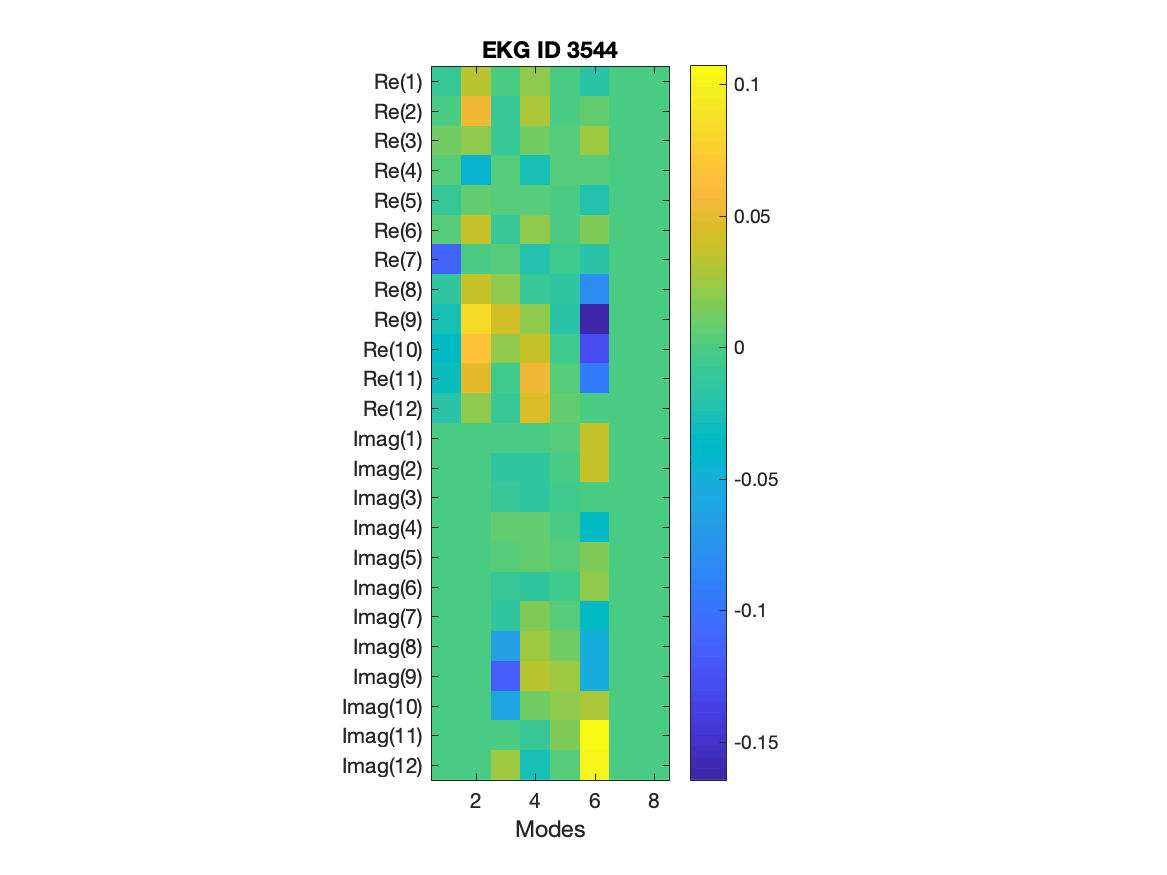 EKG ID 3544
Re(1)
Re(2)
Re(3)
Re(4)
Re(5)
Re(6)
Re(7)
Re(8)
Re(9)
Re(10)
Re(11)
Re(12)
Imag(1)
Imag(2)
Imag(3)
Imag(4)
Imag(5)
Imag(6)
Imag(7)
Imag(8)
Imag(9)
Imag(10)
Imag(11)
Imag(12)
2 4 6 8
Modes
0.1
0.05
0
-0.05
-0.1
-0.15